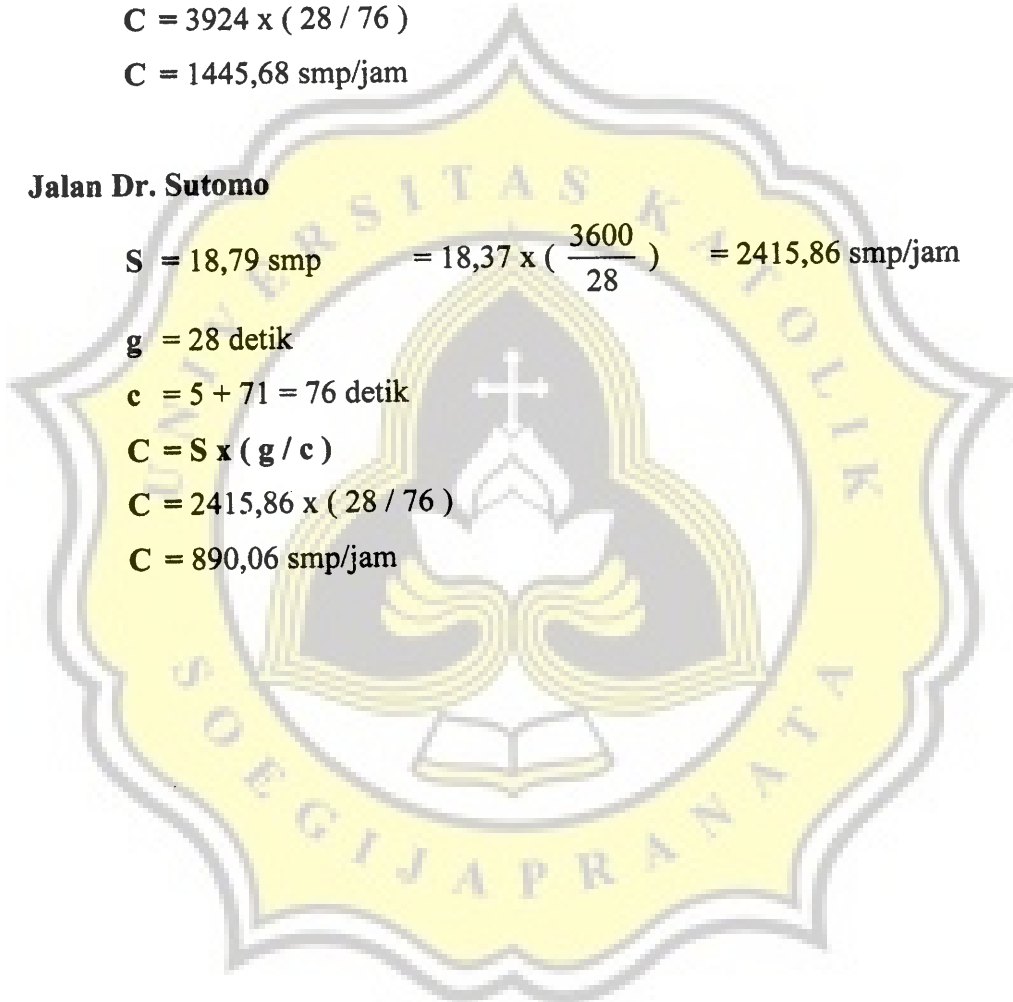 C = 3924 x ( 28 / 76 )
C = 1445,68 smp/jam
Jalan Dr. Sutomo
S = 18,79 smp = 18,37 x ( 3600 / 28 ) = 2415,86 smp/jam
g = 28 detik
c = 5 + 71 = 76 detik
C = S x ( g / c )
C = 2415,86 x ( 28 / 76 )
C = 890,06 smp/jam
UNIVERSITAS KATOLIK
SOEGIJAPRANATA